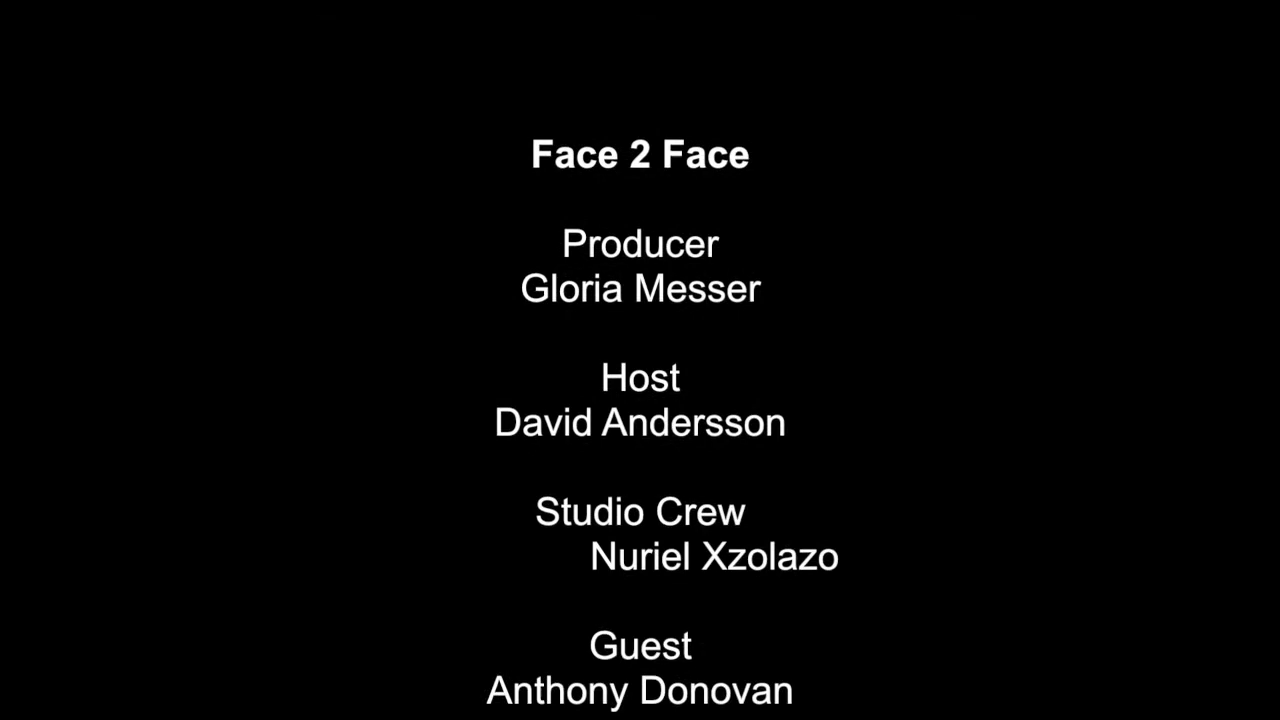 Face 2 Face
Producer
Gloria Messer
Host
David Andersson
Studio Crew
Nuriel Xzolazo
Guest
Anthony Donovan